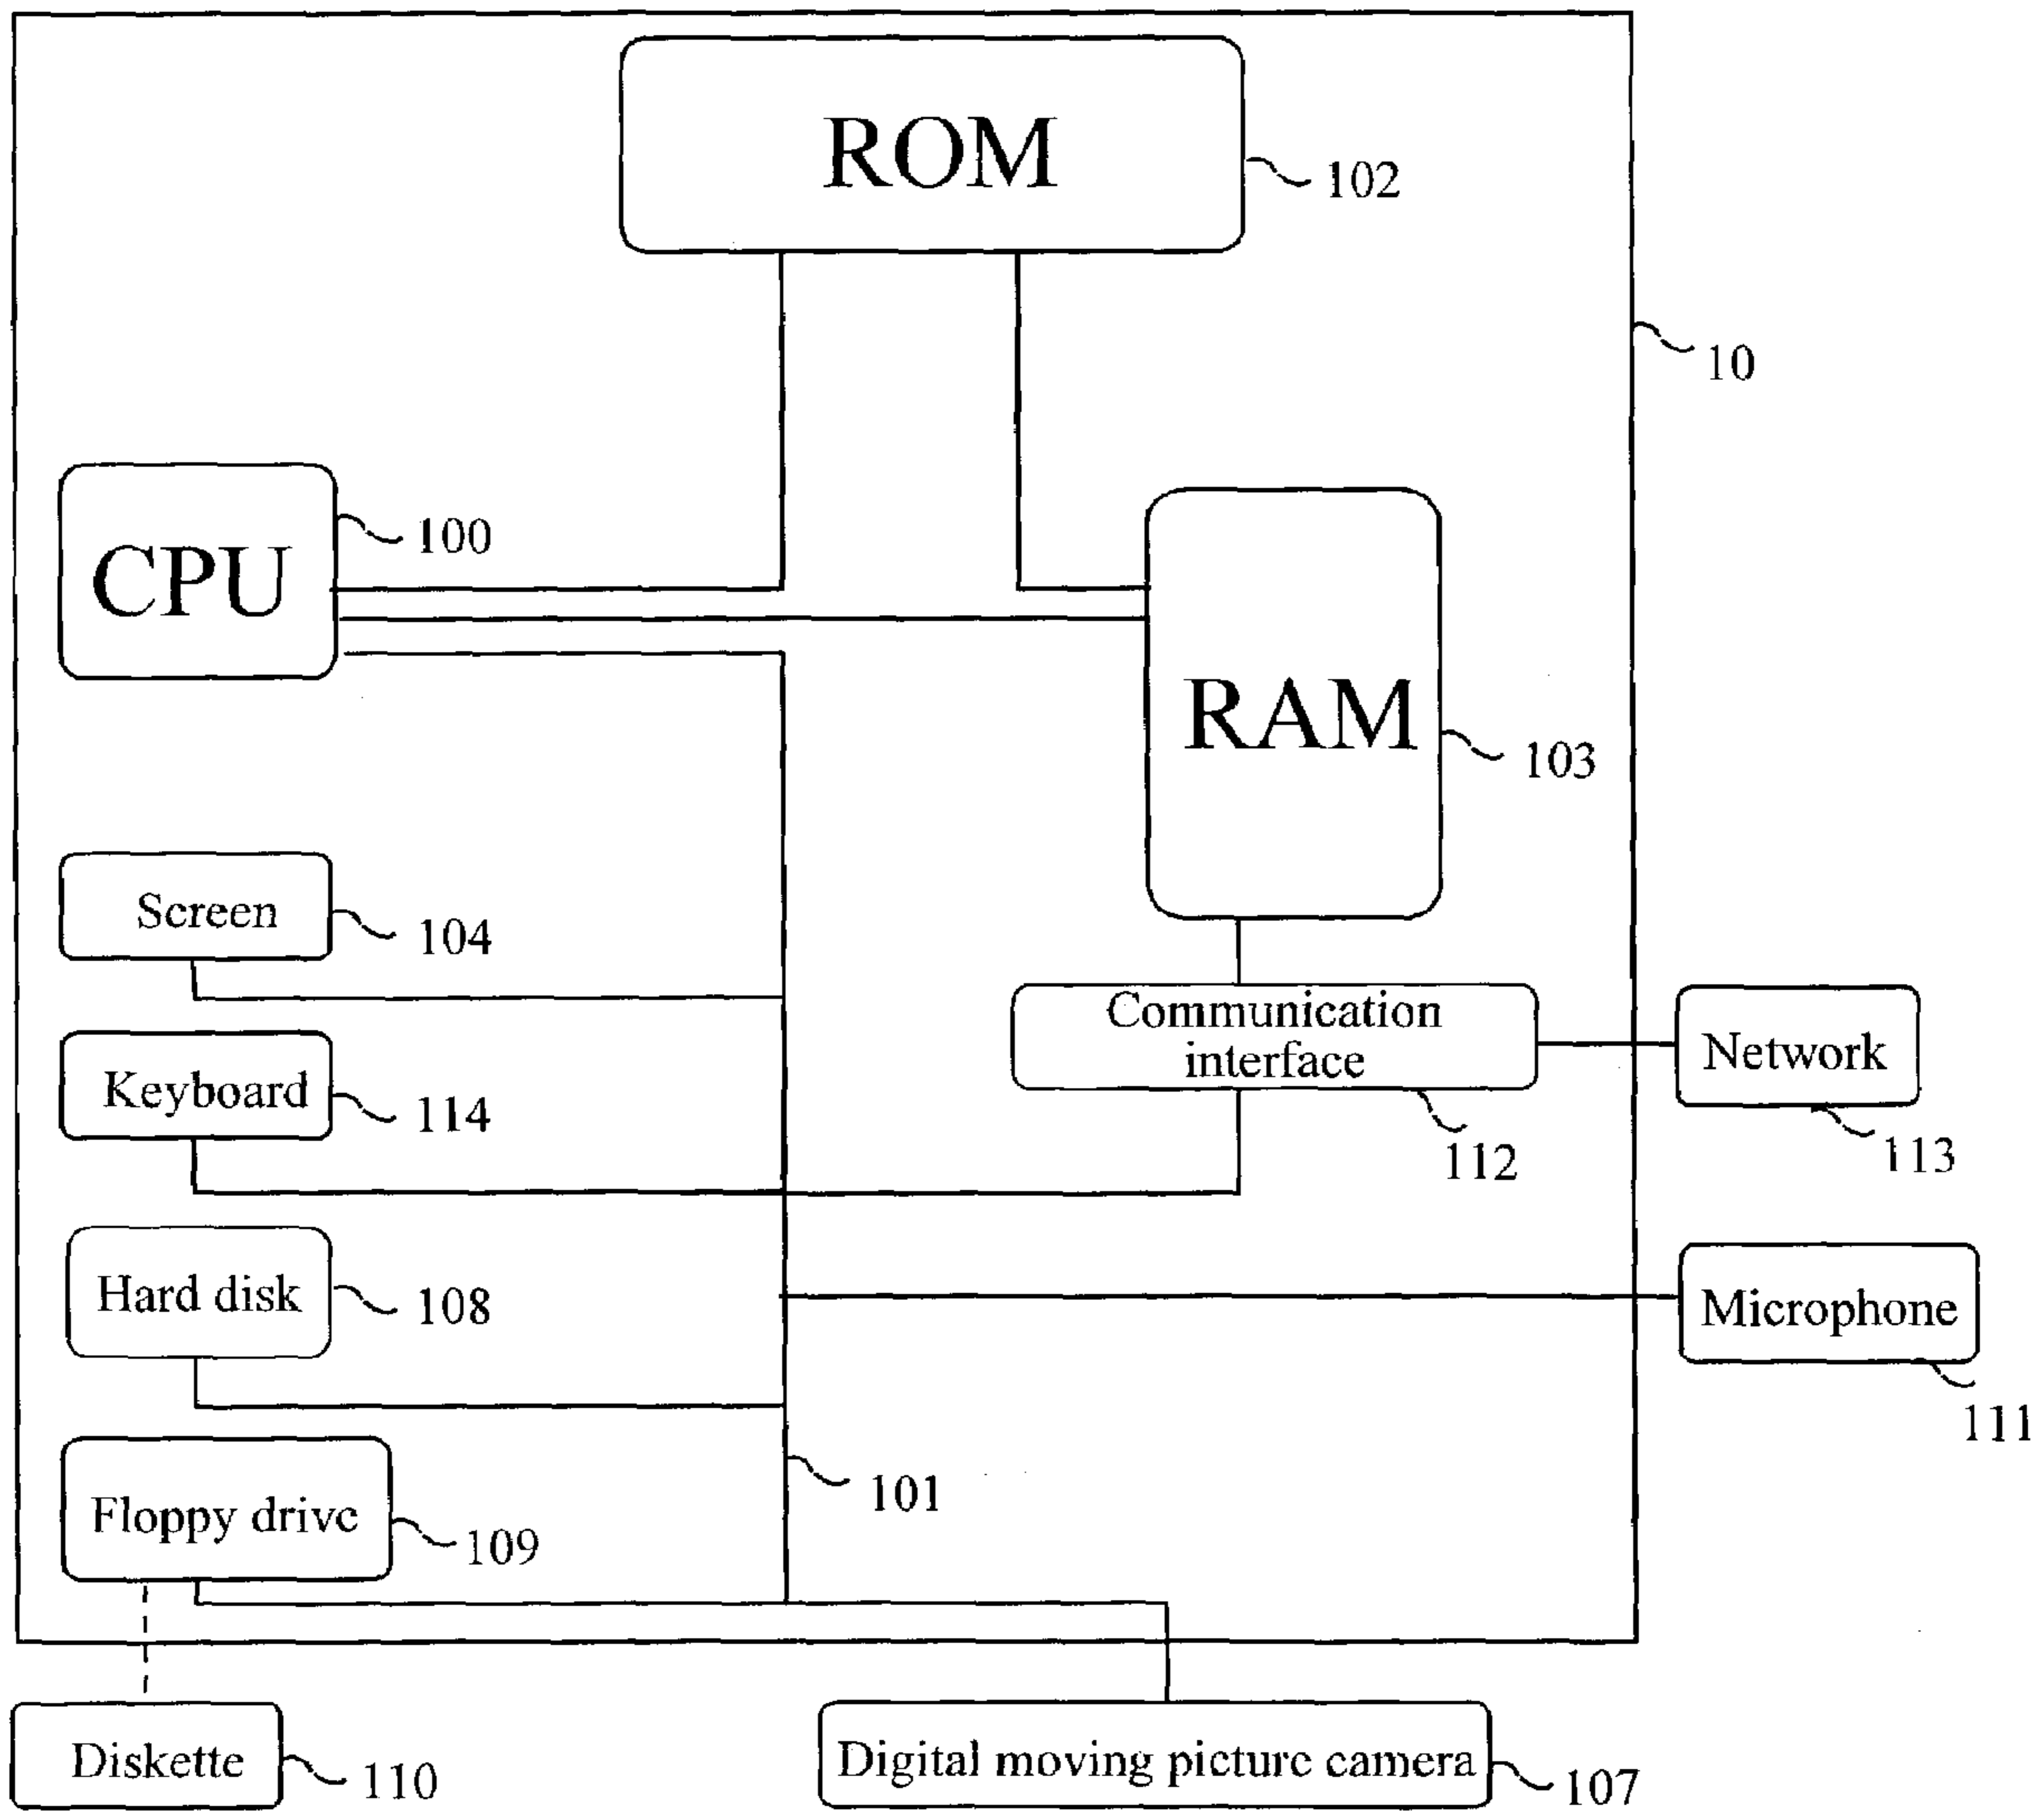 ROM
102
10
CPU
100
RAM
103
Screen
104
Communication
interface
Network
Keyboard
114
112
113
Hard disk
108
Microphone
111
101
Floppy drive
109
Diskette
110
Digital moving picture camera
107